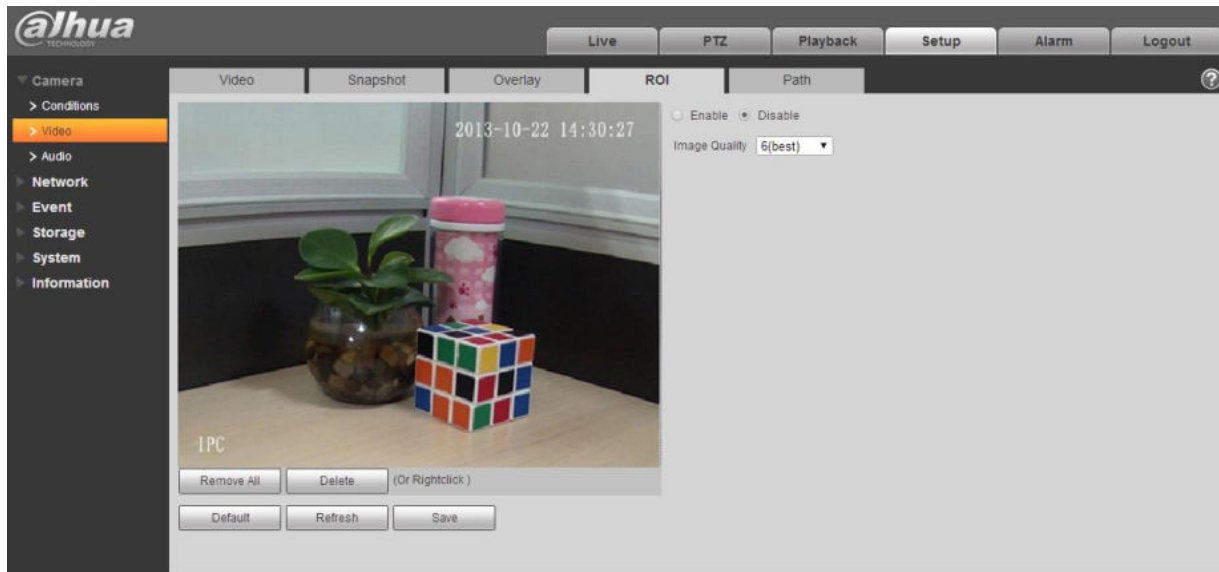 alhua
TECHNOLOGY
Live PTZ Playback Setup Alarm Logout
Camera
> Conditions
> Video
> Audio
Network
Event
Storage
System
Information
Video Snapshot Overlay ROI Path
?
2013-10-22 14:30:27
IPC
Enable Disable
Image Quality 6(best)
Remove All Delete (Or Rightclick )
Default Refresh Save